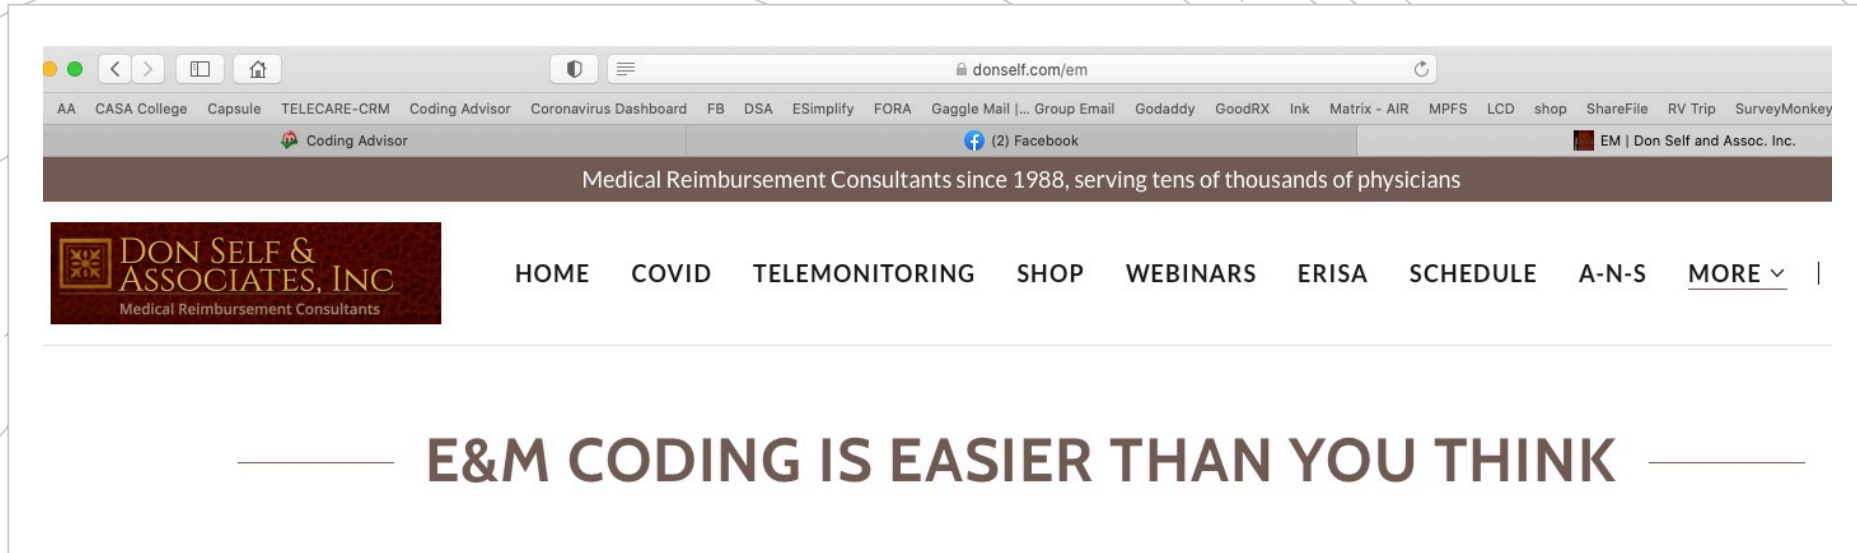 donself.com/em
AA CASA College Capsule TELECARE-CRM Coding Advisor Coronavirus Dashboard FB DSA ESimplify FORA Gaggle Mail |... Group Email Godaddy GoodRX Ink Matrix - AIR MPFS LCD shop ShareFile RV Trip SurveyMonkey
Coding Advisor (2) Facebook EM | Don Self and Assoc. Inc.
Medical Reimbursement Consultants since 1988, serving tens of thousands of physicians
DON SELF &
ASSOCIATES, INC
Medical Reimbursement Consultants
HOME COVID TELEMONITORING SHOP WEBINARS ERISA SCHEDULE A-N-S MORE |
E&M CODING IS EASIER THAN YOU THINK